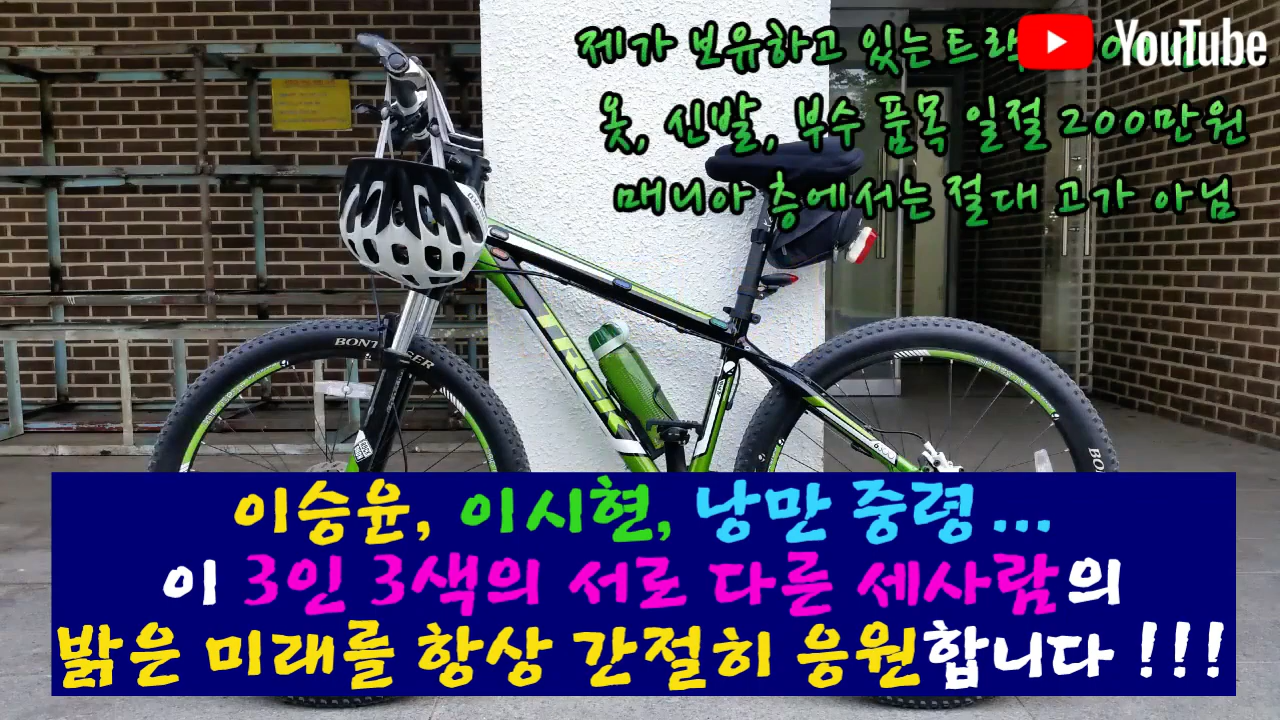 제가 보유하고 있는 트랙
YouTube
옷, 신발, 부수 품목 일절 200만원
매니아 층에서는 절대 고가 아님
BONTRAGER
TREK
이승윤, 이시현, 낭만 중령 ...
이 3인 3색의 서로 다른 세사람의
밝은 미래를 항상 간절히 응원합니다 !!!